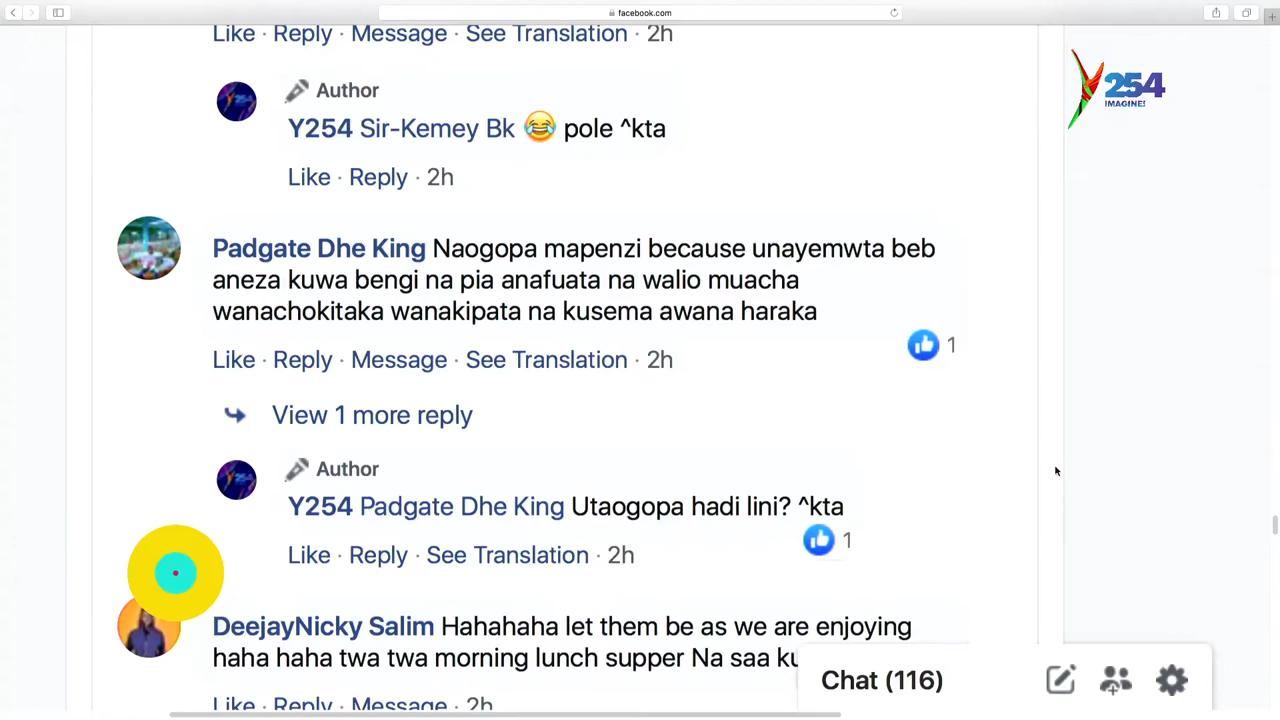 facebook.com
Like · Reply · Message · See Translation · 2h
254
IMAGINE!
Author
Y254 Sir-Kemey Bk 😂 pole ^kta
Like · Reply · 2h
Padgate Dhe King Naogopa mapenzi because unayemwta beb
aneza kuwa bengi na pia anafuata na walio muacha
wanachokitaka wanakipata na kusema awana haraka
1
Like · Reply · Message · See Translation · 2h
View 1 more reply
Author
Y254 Padgate Dhe King Utaogopa hadi lini? ^kta
1
Like · Reply · See Translation · 2h
DeejayNicky Salim Hahahaha let them be as we are enjoying
haha haha twa twa morning lunch supper Na saa
Chat (116)
Like · Reply · Message · 2h